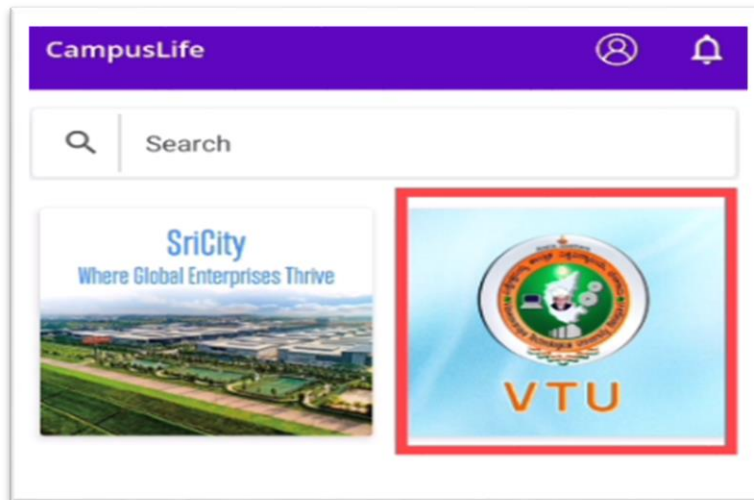 CampusLife
Search
SriCity
Where Global Enterprises Thrive
VTU